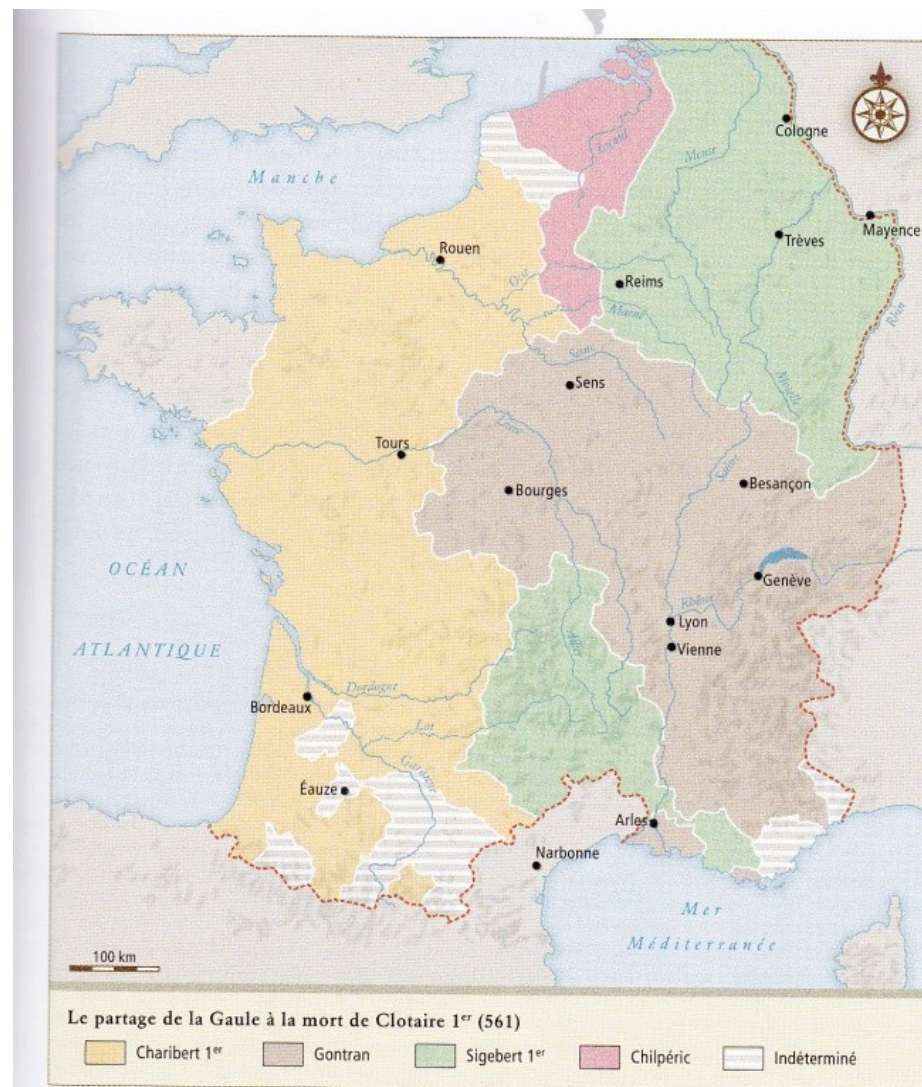 Manche
Cologne
Meuse
Escaut
Mayence
Trèves
Rouen
Oise
Reims
Marne
Rhin
Seine
Sens
Moselle
Loire
Tours
Saône
Bourges
Besançon
OCÉAN
ATLANTIQUE
Genève
Rhône
Lyon
Vienne
Allier
Dordogne
Bordeaux
Lot
Garonne
Éauze
Arles
Narbonne
Mer
Méditerranée
100 km
Le partage de la Gaule à la mort de Clotaire 1er (561)
Charibert 1er
Gontran
Sigebert 1er
Chilpéric
Indéterminé